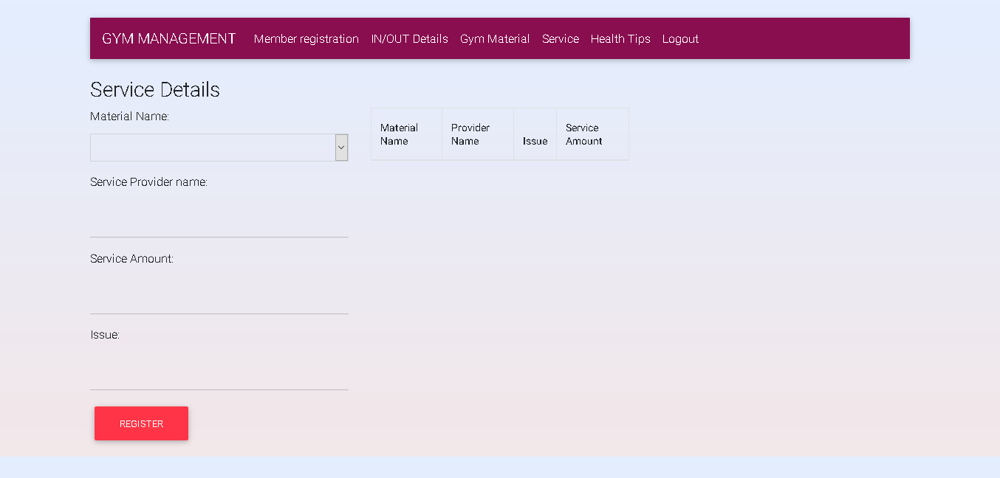 GYM MANAGEMENT Member registration IN/OUT Details Gym Material Service Health Tips Logout
Service Details
Material Name:
Service Provider name:
Service Amount:
Issue:
REGISTER
Material Name
Provider Name
Issue
Service Amount